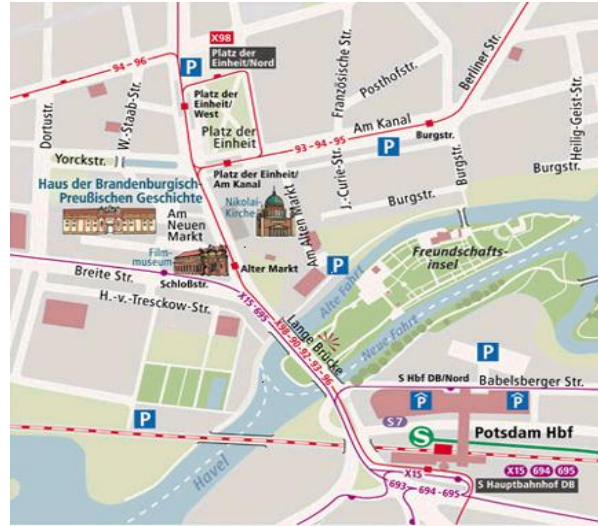 94 - 96
X98
Platz der
Einheit/Nord
P
Platz der
Einheit/
West
Platz der
Einheit
Dortustr.
W.-Staab-Str.
Französische Str.
Posthofstr.
Berliner Str.
Am Kanal
93 - 94 - 95
Burgstr.
P
Heilig-Geist-Str.
Yorckstr.
Platz der Einheit/
Am Kanal
J.-Curie-Str.
Burgstr.
Burgstr.
Burgstr.
Haus der Brandenburgisch-
Preußischen Geschichte
Am
Neuen
Markt
Nikolai-
Kirche
Am Alten Markt
Film-
museum
Alter Markt
P
Freundschafts-
insel
Breite Str.
Schloßstr.
H.-v.-Tresckow-Str.
X15·695
X98-90-92-93-96
Lange Brücke
Alte Fahrt
Neue Fahrt
P
S Hbf DB/Nord
Babelsberger Str.
P
P
P
S 7
S
Potsdam Hbf
Havel
X15
X15 694 695
S Hauptbahnhof DB
693 - 694 - 695